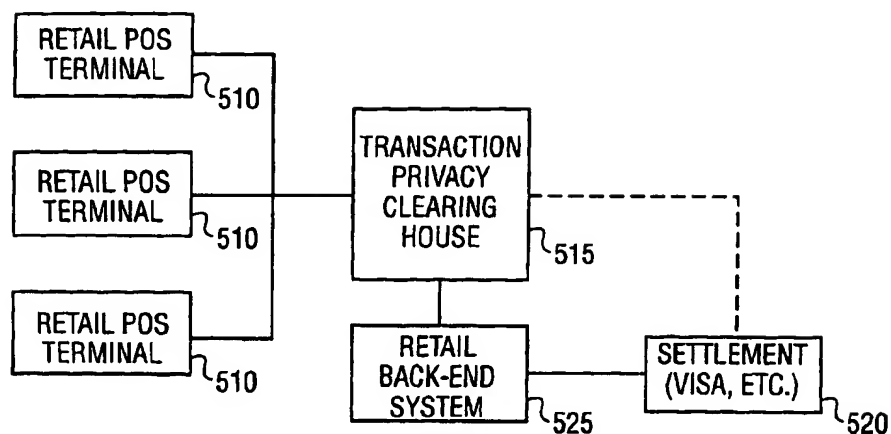 RETAIL POS
TERMINAL
510
RETAIL POS
TERMINAL
510
RETAIL POS
TERMINAL
510
TRANSACTION
PRIVACY
CLEARING
HOUSE
515
RETAIL
BACK-END
SYSTEM
525
SETTLEMENT
(VISA, ETC.)
520